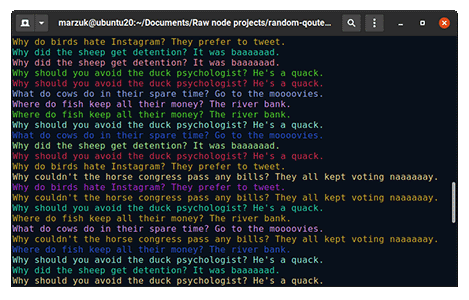 marzuk@ubuntu20:~/Documents/Raw node projects/random-qoute...
Why do birds hate Instagram? They prefer to tweet.
Why did the sheep get detention? It was baaaaaad.
Why did the sheep get detention? It was baaaaaad.
Why should you avoid the duck psychologist? He's a quack.
Why should you avoid the duck psychologist? He's a quack.
What do cows do in their spare time? Go to the moooovies.
Where do fish keep all their money? The river bank.
Where do fish keep all their money? The river bank.
Why should you avoid the duck psychologist? He's a quack.
What do cows do in their spare time? Go to the moooovies.
Why did the sheep get detention? It was baaaaaad.
Why should you avoid the duck psychologist? He's a quack.
Why do birds hate Instagram? They prefer to tweet.
Why couldn't the horse congress pass any bills? They all kept voting naaaaaay.
Why do birds hate Instagram? They prefer to tweet.
Why couldn't the horse congress pass any bills? They all kept voting naaaaaay.
Why should you avoid the duck psychologist? He's a quack.
Where do fish keep all their money? The river bank.
What do cows do in their spare time? Go to the moooovies.
Why couldn't the horse congress pass any bills? They all kept voting naaaaaay.
Where do fish keep all their money? The river bank.
Why should you avoid the duck psychologist? He's a quack.
Why did the sheep get detention? It was baaaaaad.
Why should you avoid the duck psychologist? He's a quack.